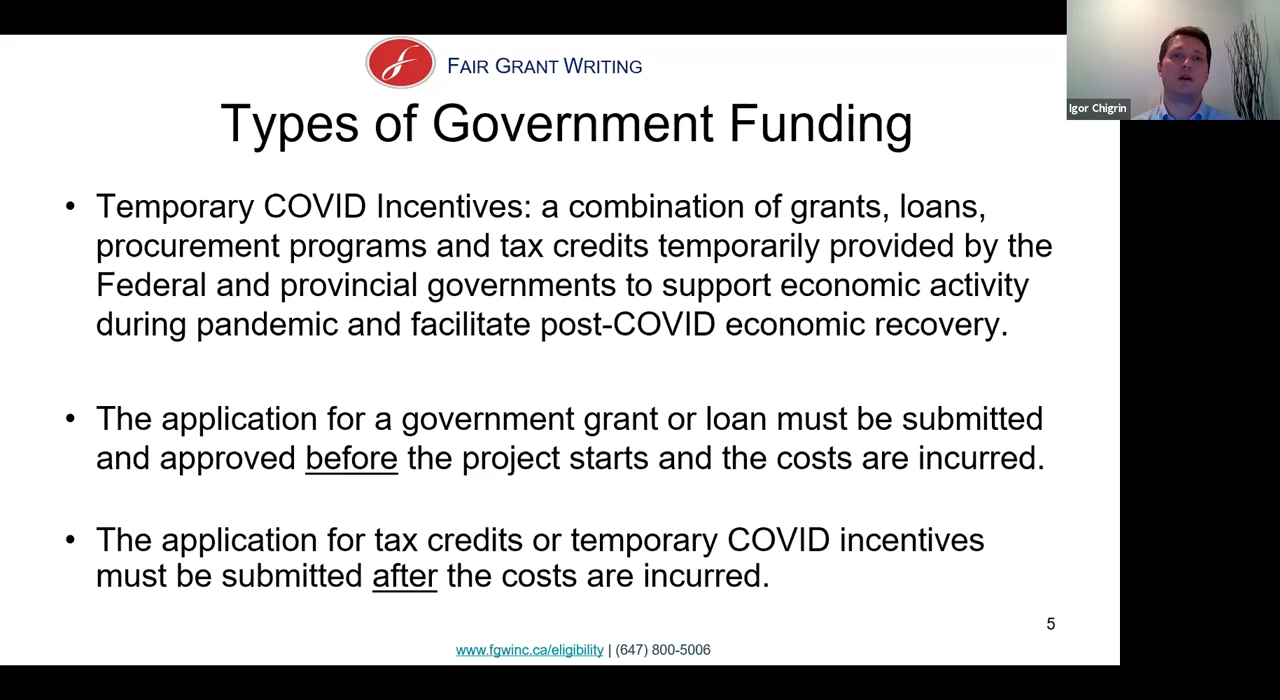 FAIR GRANT WRITING
Igor Chigrin
Types of Government Funding
• Temporary COVID Incentives: a combination of grants, loans,
procurement programs and tax credits temporarily provided by the
Federal and provincial governments to support economic activity
during pandemic and facilitate post-COVID economic recovery.
• The application for a government grant or loan must be submitted
and approved before the project starts and the costs are incurred.
• The application for tax credits or temporary COVID incentives
must be submitted after the costs are incurred.
5
www.fgwinc.ca/eligibility | (647) 800-5006